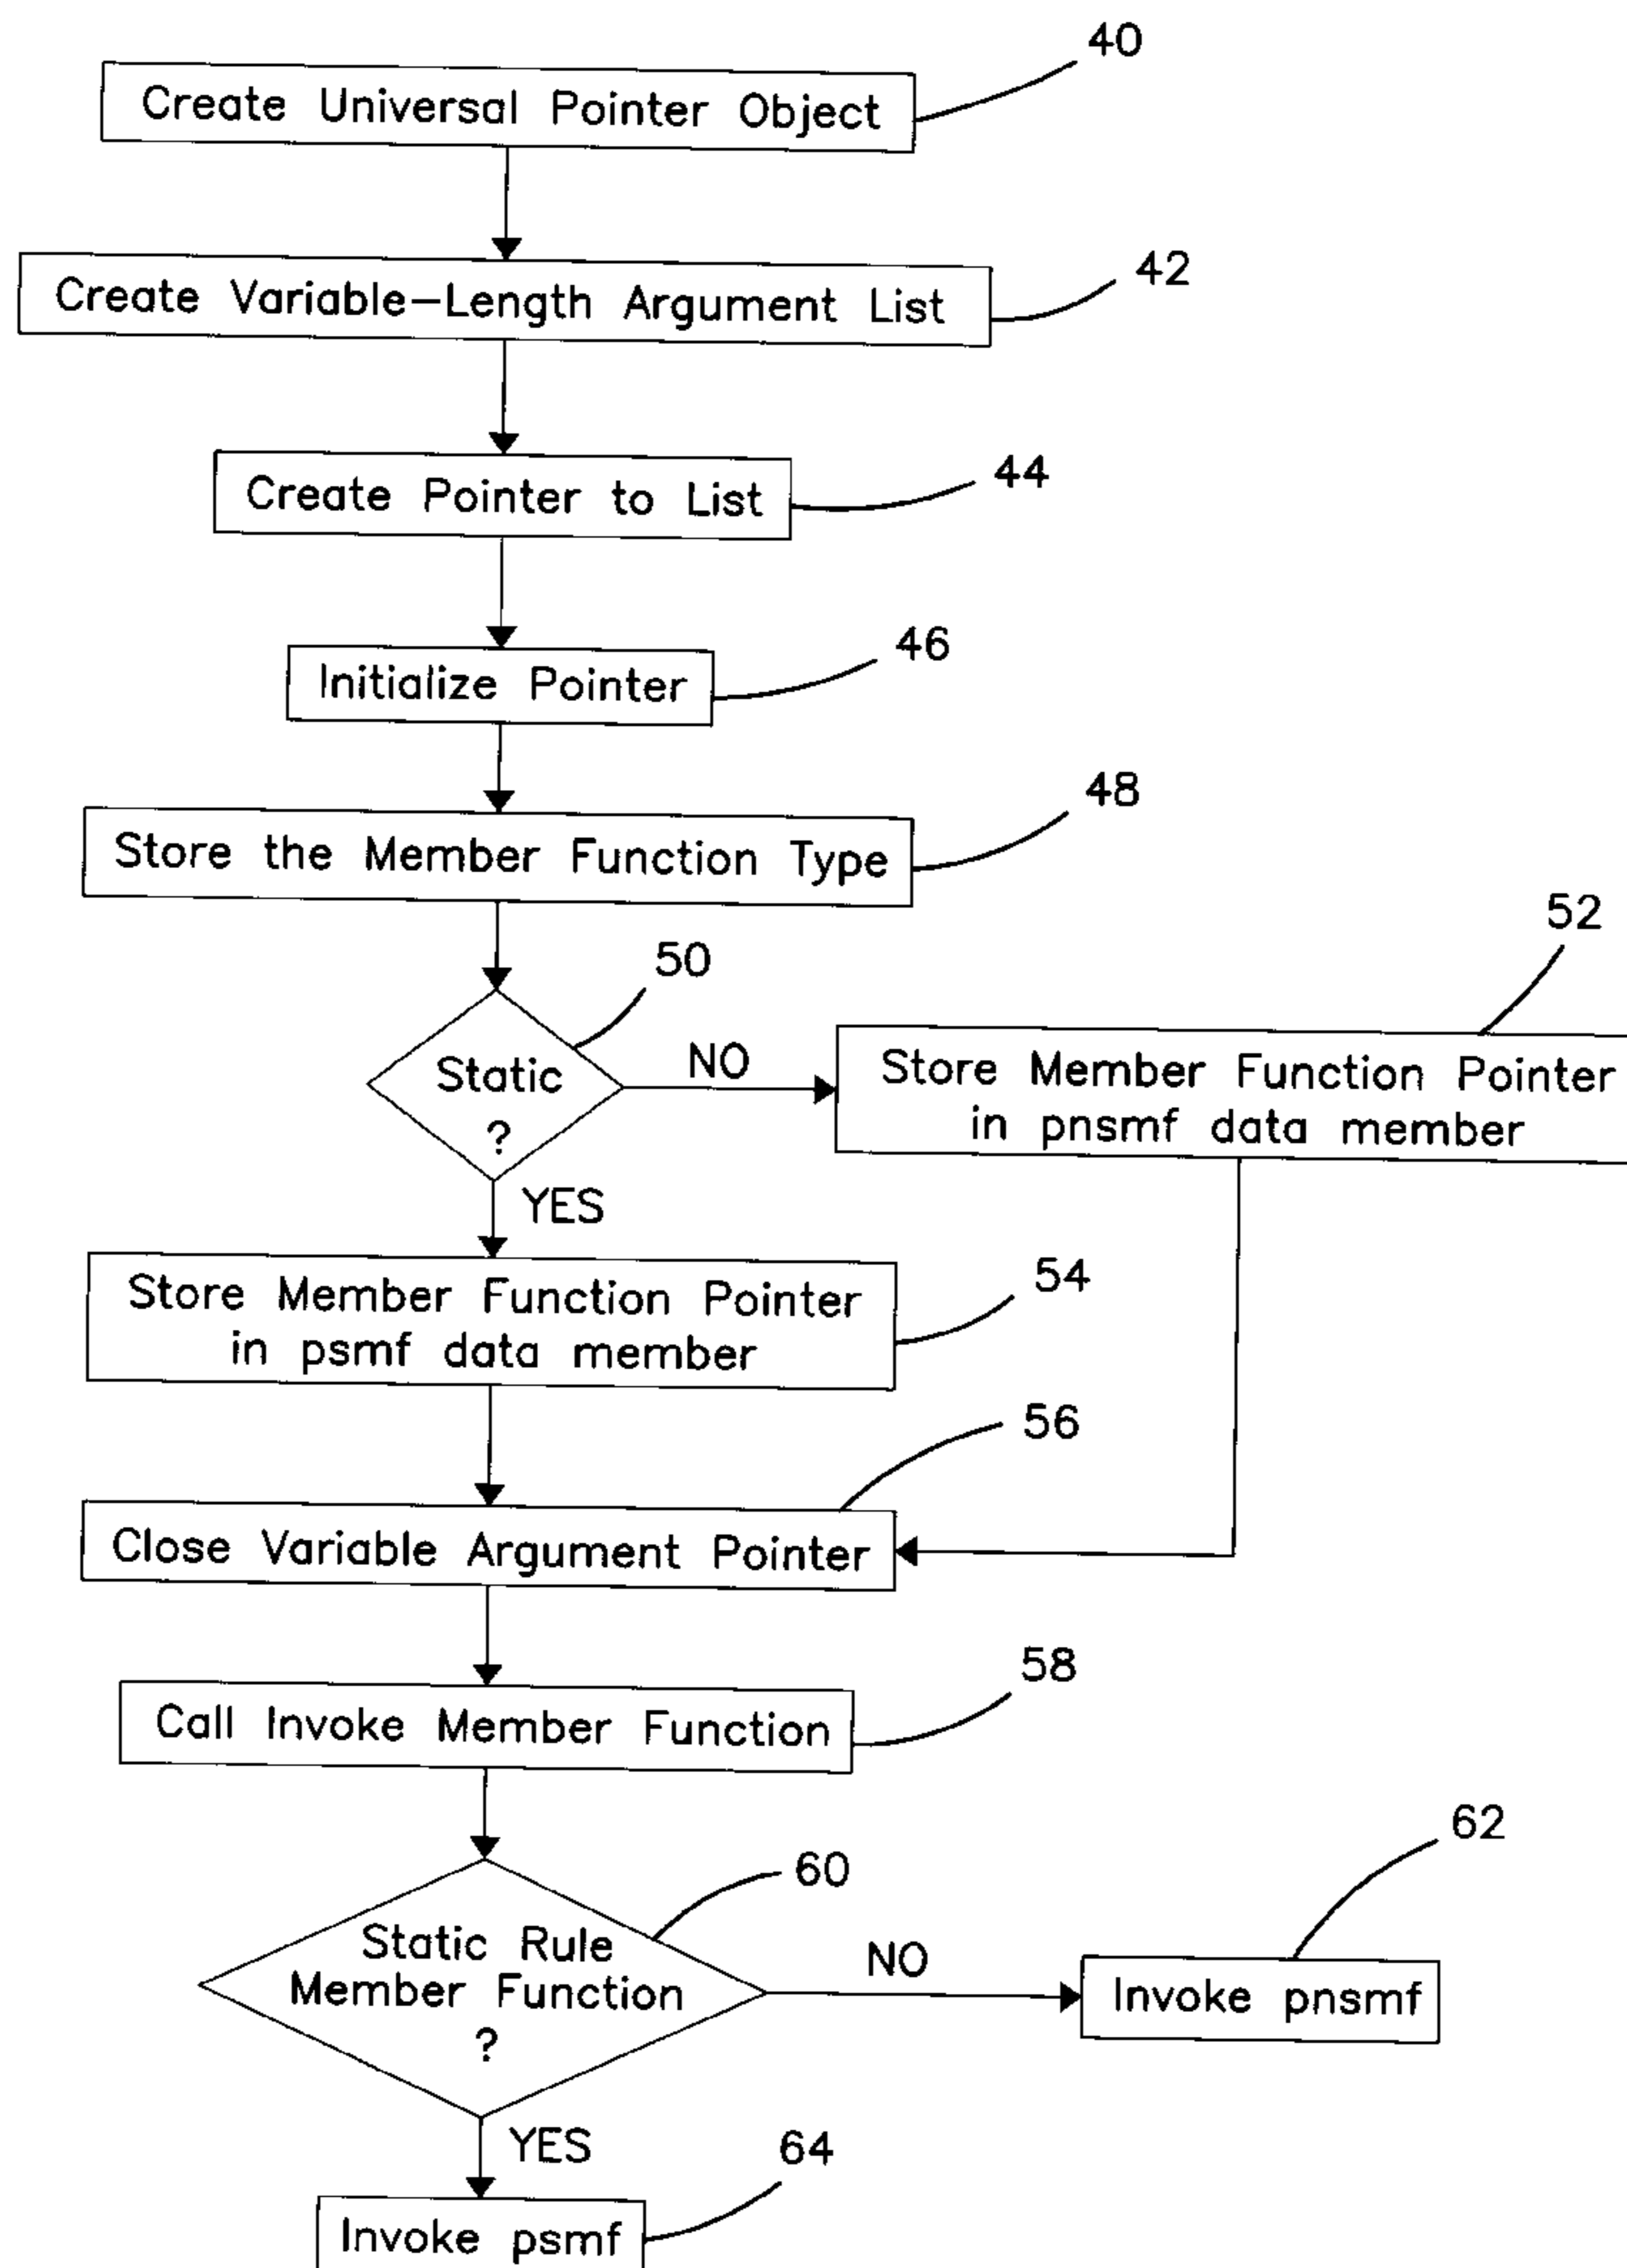 40
Create Universal Pointer Object
42
Create Variable-Length Argument List
44
Create Pointer to List
46
Initialize Pointer
48
Store the Member Function Type
50
52
Static
?
NO
Store Member Function Pointer
in pnsmf data member
YES
54
Store Member Function Pointer
in psmf data member
56
Close Variable Argument Pointer
58
Call Invoke Member Function
60
62
Static Rule
Member Function
?
NO
Invoke pnsmf
YES
64
Invoke psmf